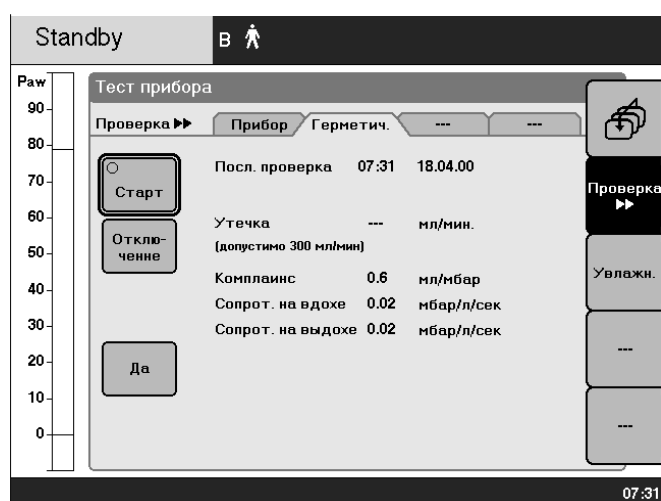 Standby
B
Paw
90
80
70
60
50
40
30
20
10
0
Тест прибора
Проверка ▶▶
Прибор
Герметич.
---
---
Старт
Отклю-
ченне
Да
Посл. проверка 07:31 18.04.00
Утечка --- мл/мин.
(допустимо 300 мл/мин)
Комплаинс 0.6 мл/мбар
Сопрот. на вдохе 0.02 мбар/л/сек
Сопрот. на выдохе 0.02 мбар/л/сек
Проверка
▶▶
Увлажн.
---
---
07:31